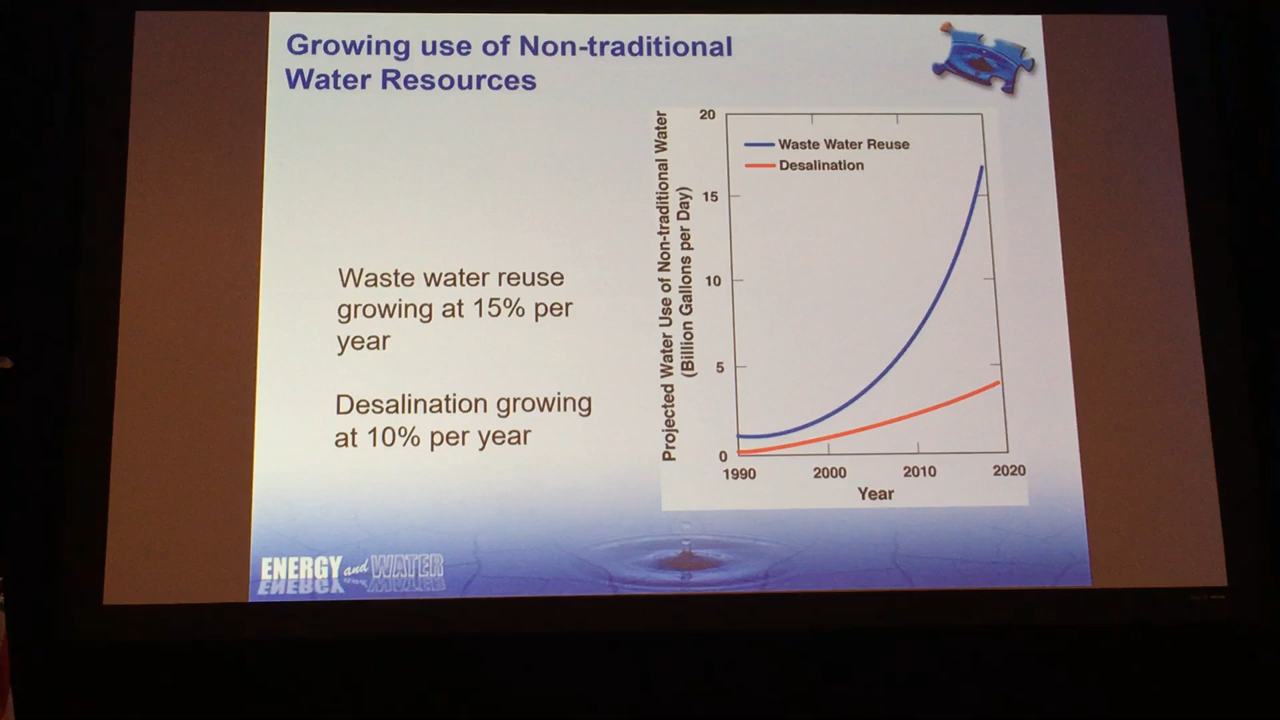 Growing use of Non-traditional
Water Resources
Waste water reuse
growing at 15% per
year
Desalination growing
at 10% per year
Projected Water Use of Non-traditional Water
(Billion Gallons per Day)
20
15
10
5
0
Waste Water Reuse
Desalination
1990 2000 2010 2020
Year
ENERGY and WATER